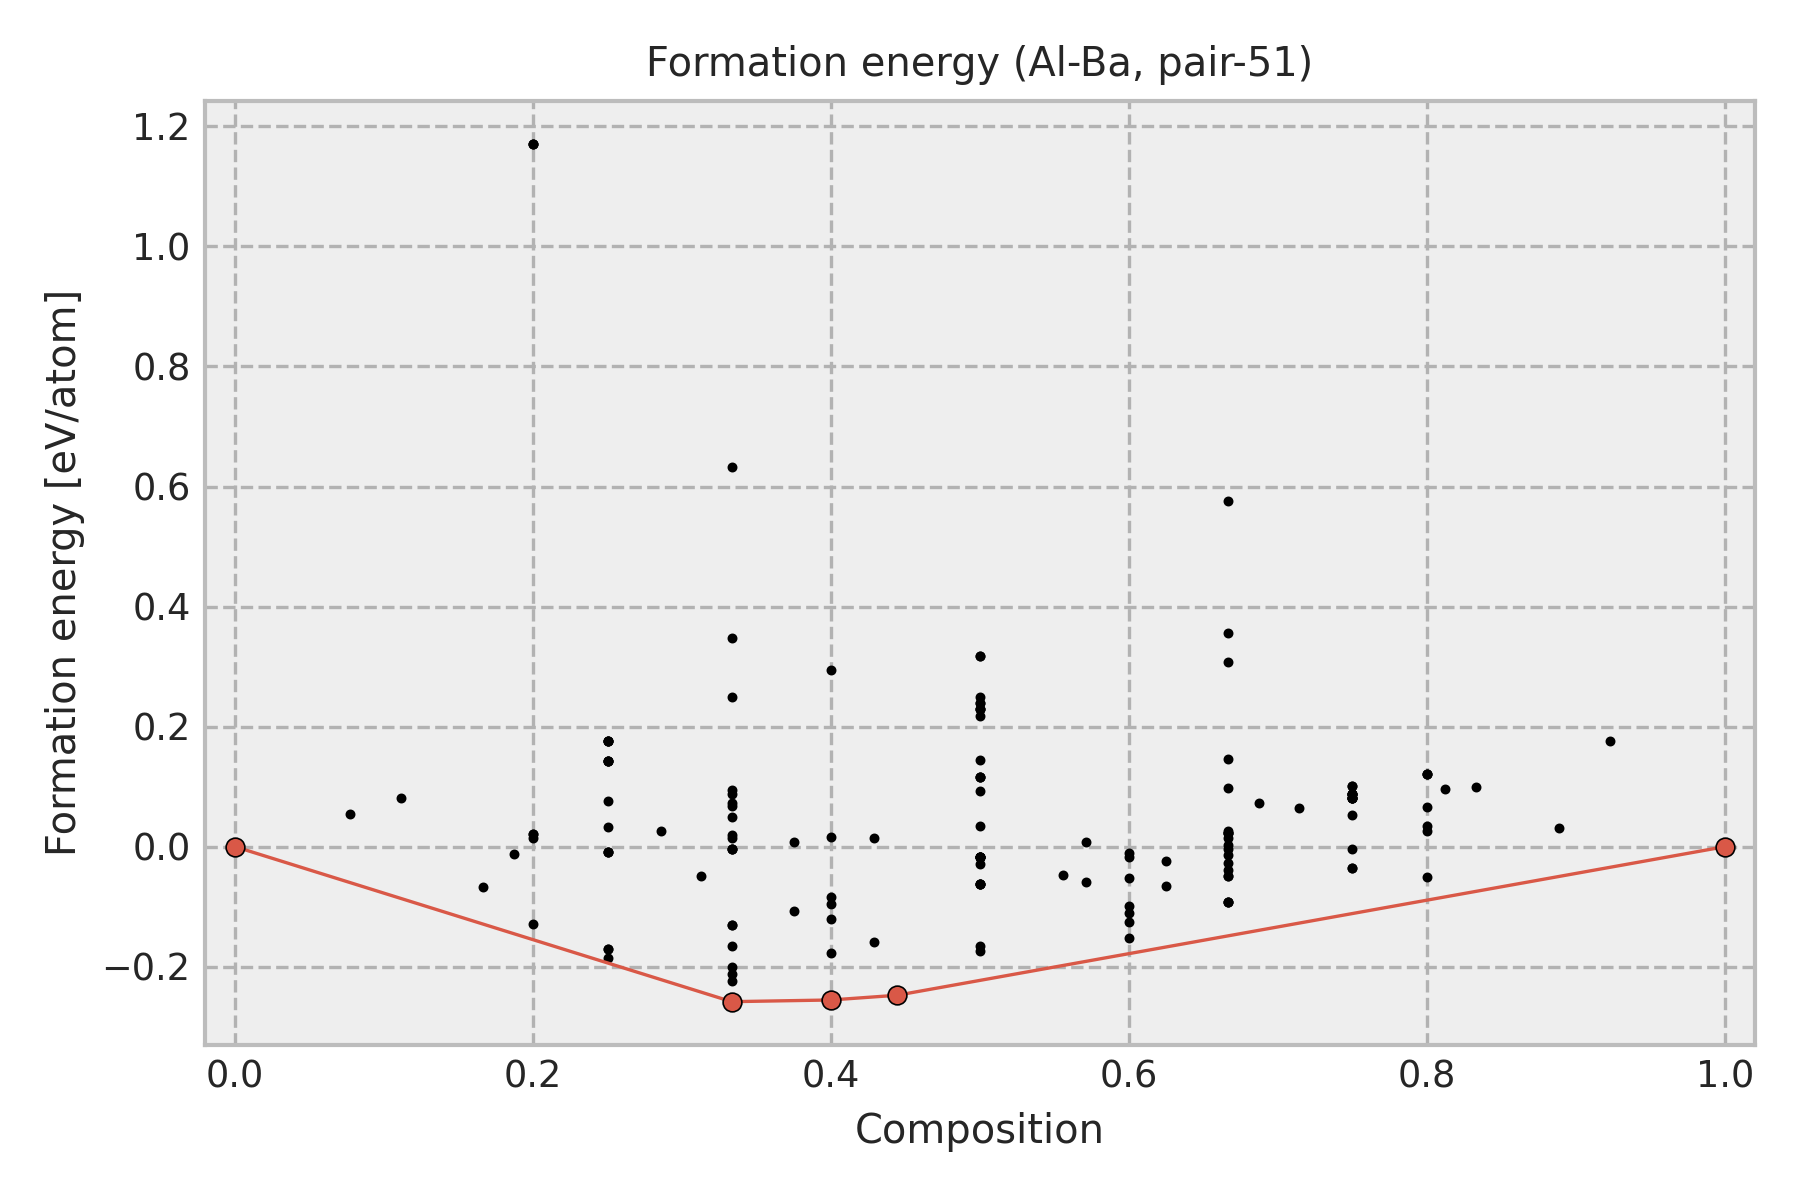 Formation energy (Al-Ba, pair-51)
1.2
1.0
0.8
0.6
0.4
0.2
0.0
−0.2
Formation energy [eV/atom]
0.0 0.2 0.4 0.6 0.8 1.0
Composition